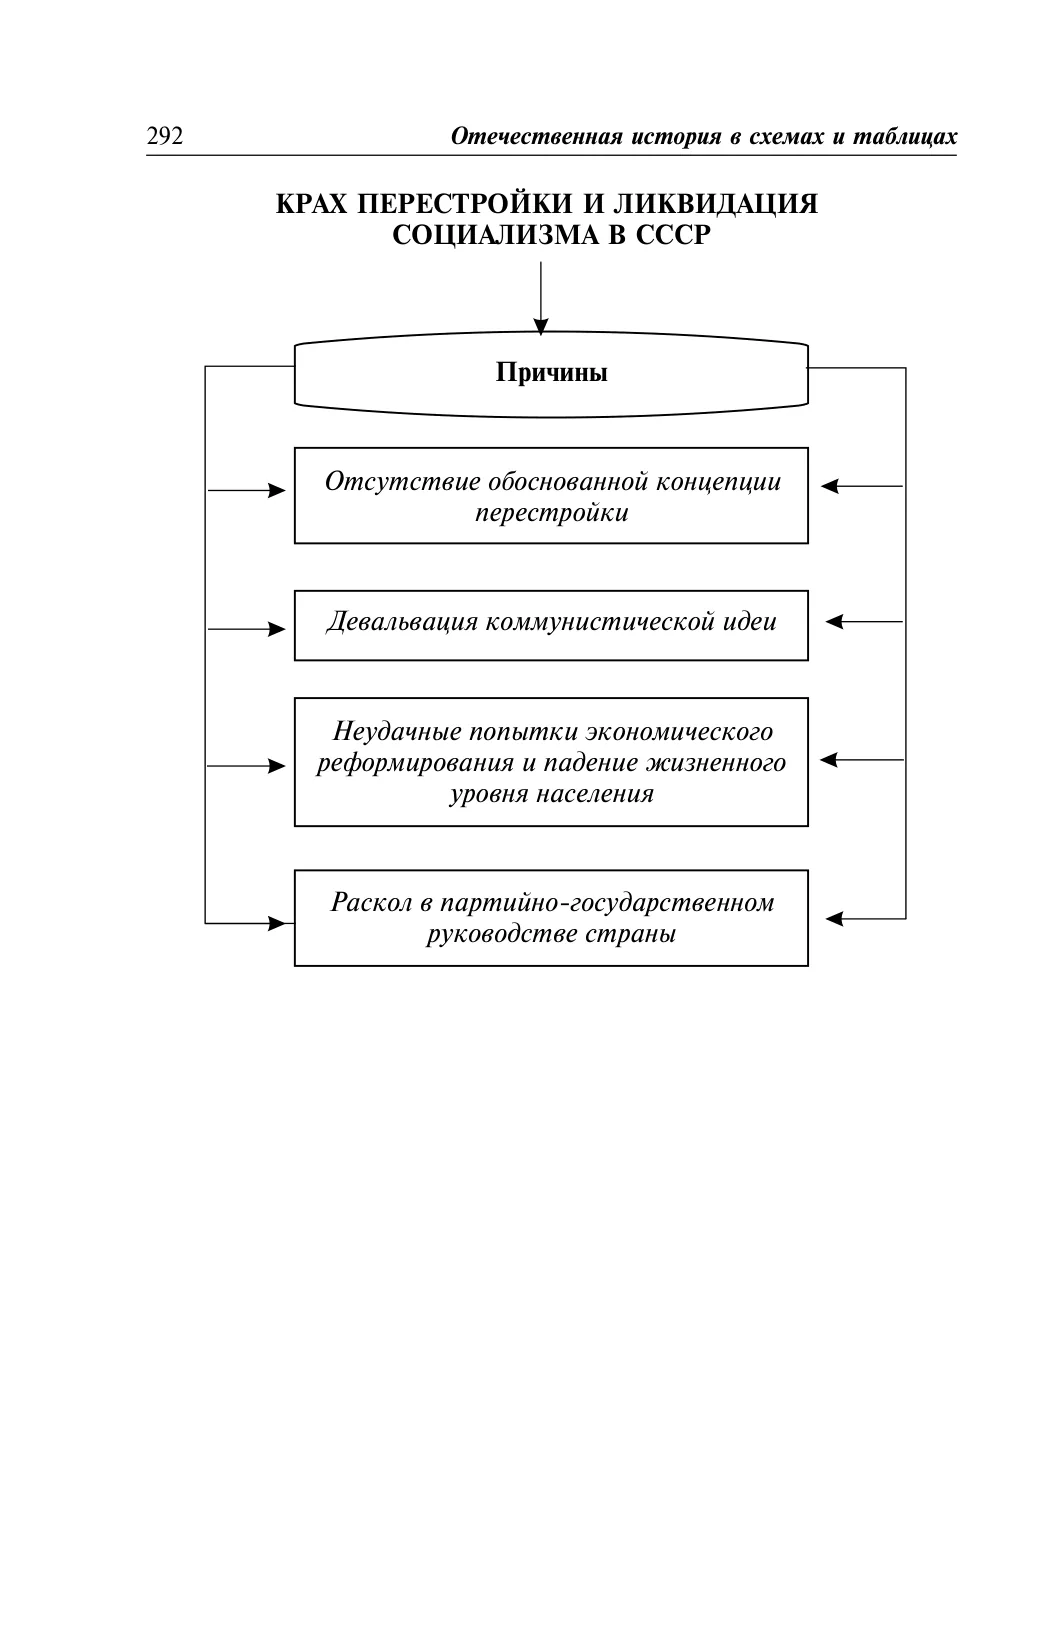 292
Отечественная история в схемах и таблицах
КРАХ ПЕРЕСТРОЙКИ И ЛИКВИДАЦИЯ
СОЦИАЛИЗМА В СССР
Причины
Отсутствие обоснованной концепции
перестройки
Девальвация коммунистической идеи
Неудачные попытки экономического
реформирования и падение жизненного
уровня населения
Раскол в партийно-государственном
руководстве страны